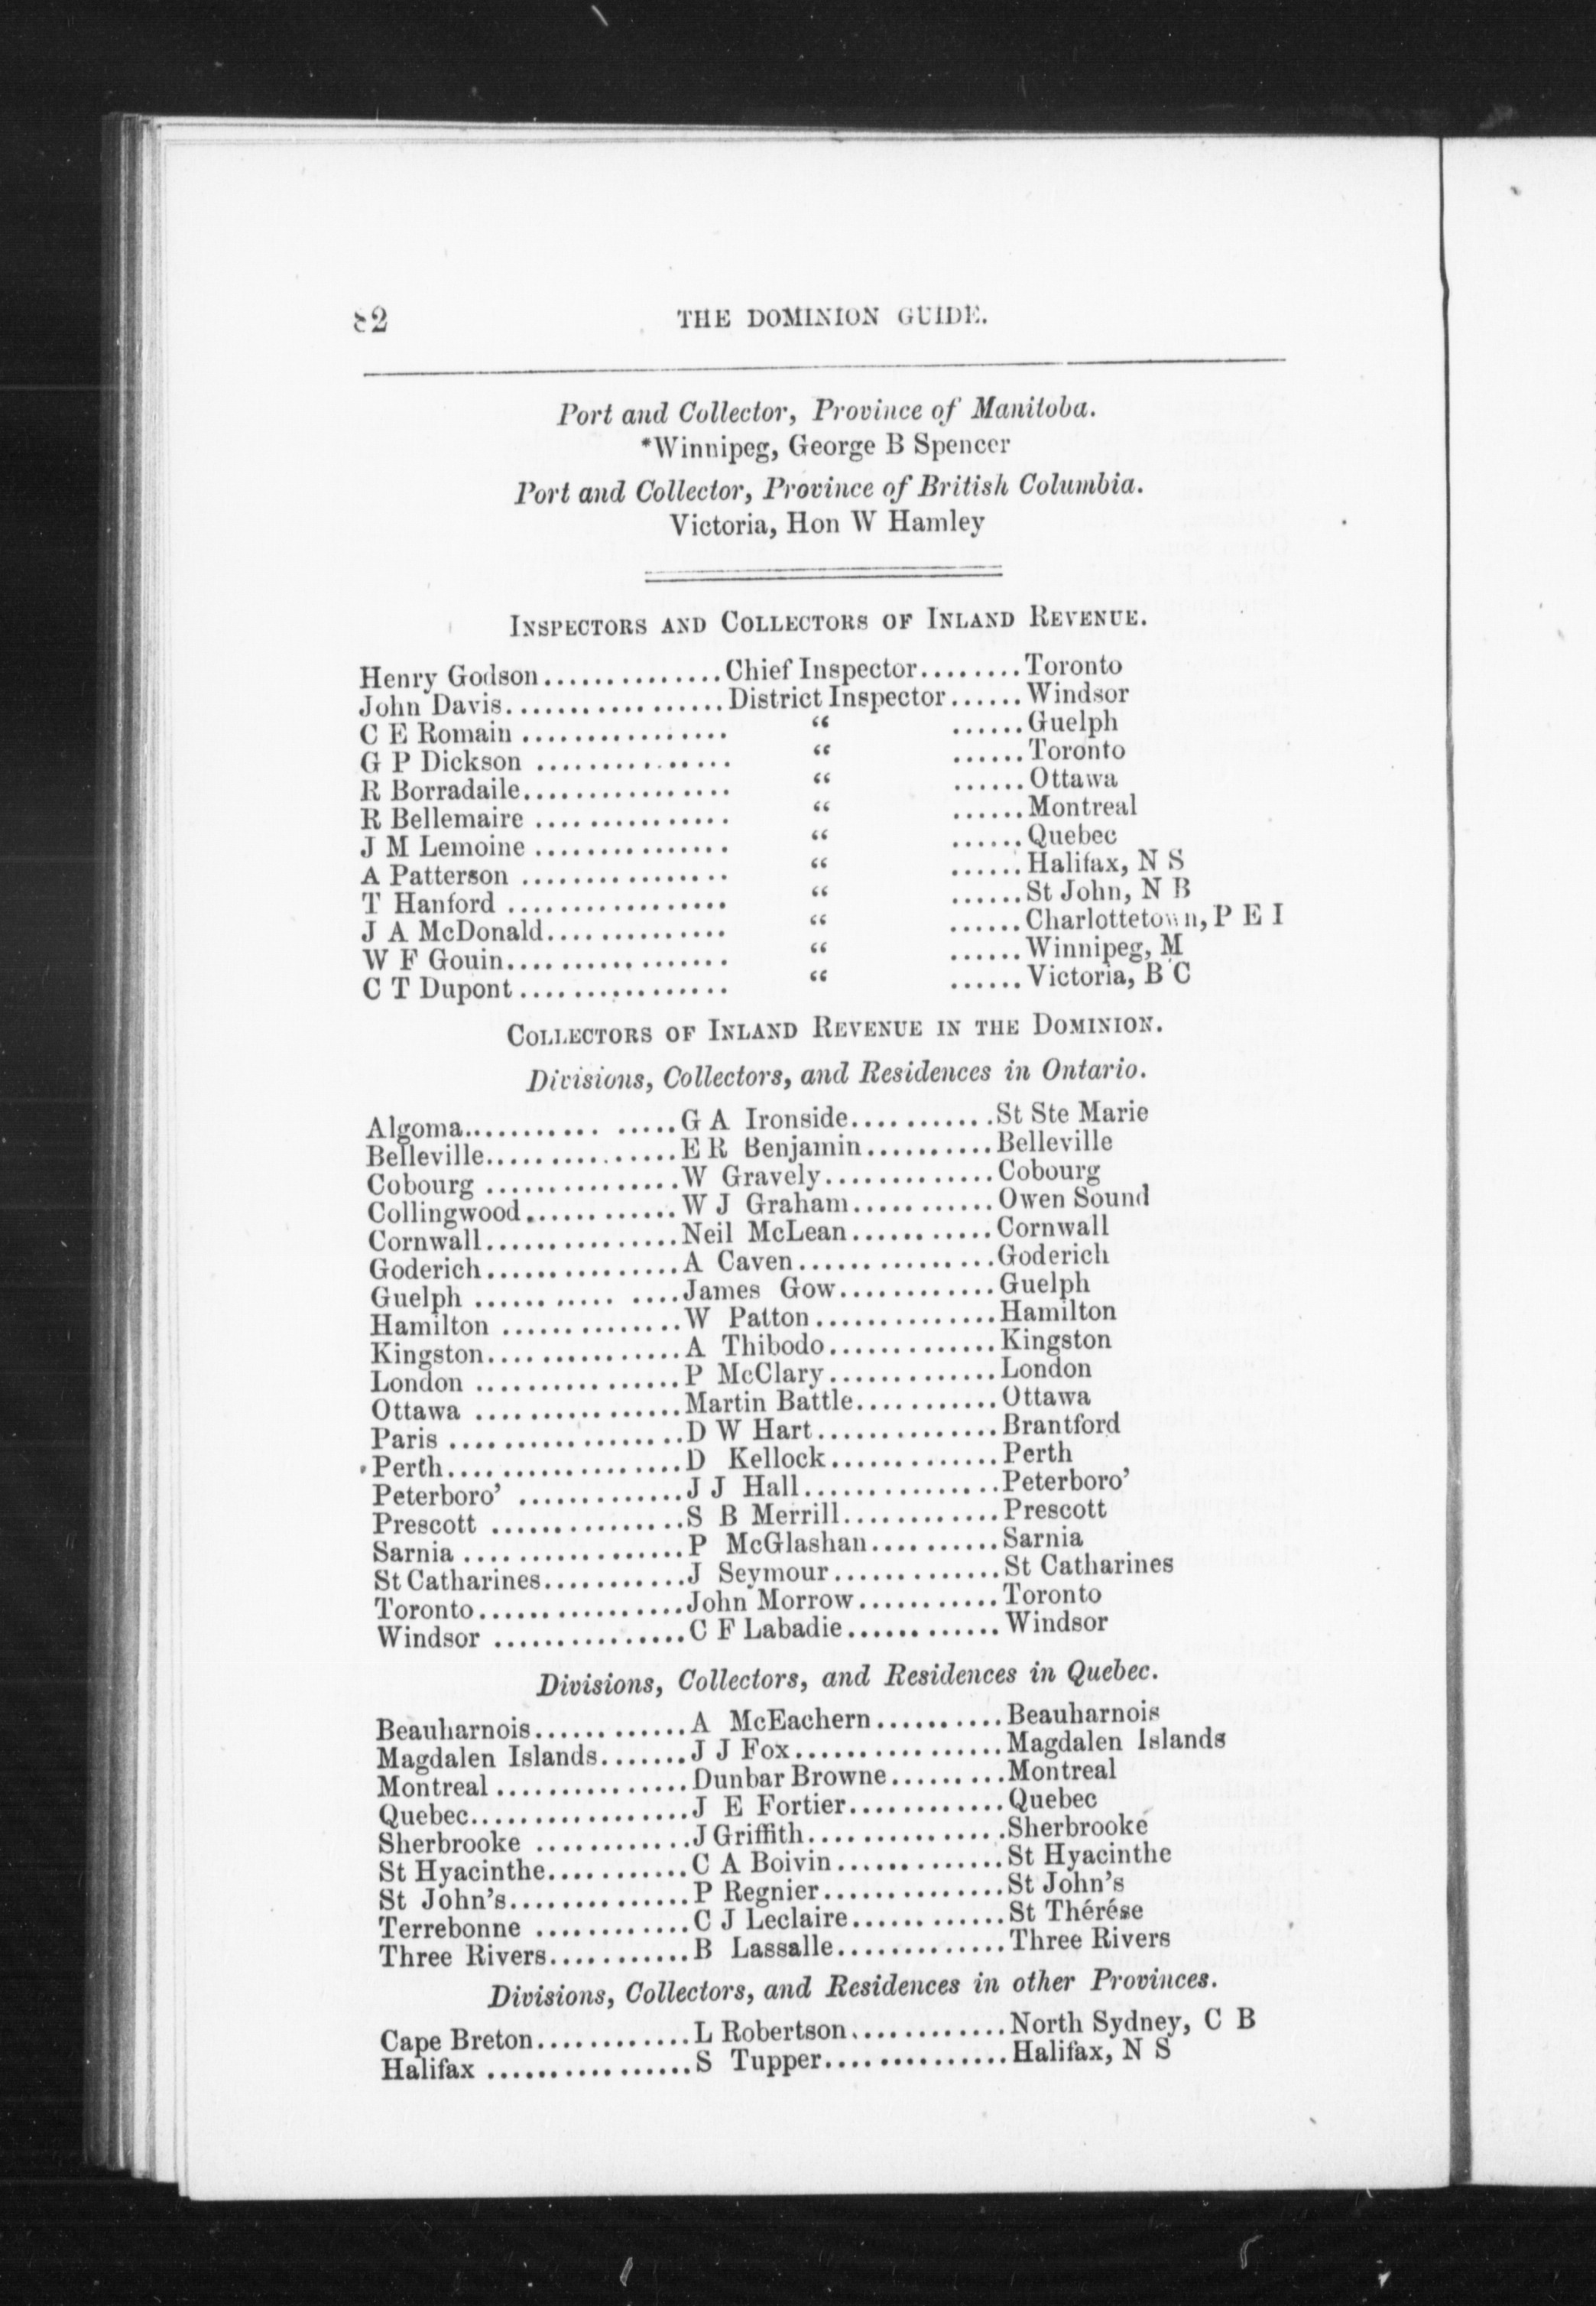 82 THE DOMINION GUIDE.
Port and Collector, Province of Manitoba.
*Winnipeg, George B Spencer
Port and Collector, Province of British Columbia.
Victoria, Hon W Hamley
INSPECTORS AND COLLECTORS OF INLAND REVENUE.
Henry Godson..............Chief Inspector........Toronto
John Davis.................District Inspector......Windsor
C E Romain ................ “ ......Guelph
G P Dickson ............... “ ......Toronto
R Borradaile................ “ ......Ottawa
R Bellemaire ............... “ ......Montreal
J M Lemoine ............... “ ......Quebec
A Patterson ................ “ ......Halifax, N S
T Hanford ................. “ ......St John, N B
J A McDonald.............. “ ......Charlottetown, P E I
W F Gouin................. “ ......Winnipeg, M
C T Dupont................ “ ......Victoria, B C
COLLECTORS OF INLAND REVENUE IN THE DOMINION.
Divisions, Collectors, and Residences in Ontario.
Algoma........... .....G A Ironside...........St Ste Marie
Belleville...............E R Benjamin..........Belleville
Cobourg ...............W Gravely.............Cobourg
Collingwood............W J Graham...........Owen Sound
Cornwall...............Neil McLean...........Cornwall
Goderich...............A Caven...............Goderich
Guelph ........... ....James Gow............Guelph
Hamilton ..............W Patton..............Hamilton
Kingston...............A Thibodo.............Kingston
London ................P McClary.............London
Ottawa ................Martin Battle...........Ottawa
Paris ..................D W Hart..............Brantford
Perth..................D Kellock.............Perth
Peterboro’ .............J J Hall...............Peterboro’
Prescott ...............S B Merrill............Prescott
Sarnia .................P McGlashan..........Sarnia
St Catharines...........J Seymour.............St Catharines
Toronto................John Morrow...........Toronto
Windsor ...............C F Labadie............Windsor
Divisions, Collectors, and Residences in Quebec.
Beauharnois............A McEachern..........Beauharnois
Magdalen Islands.......J J Fox................Magdalen Islands
Montreal ...............Dunbar Browne.........Montreal
Quebec.................J E Fortier............Quebec
Sherbrooke ............J Griffith...............Sherbrooke
St Hyacinthe...........C A Boivin.............St Hyacinthe
St John’s..............P Regnier..............St John’s
Terrebonne ............C J Leclaire............St Thérése
Three Rivers...........B Lassalle.............Three Rivers
Divisions, Collectors, and Residences in other Provinces.
Cape Breton............L Robertson............North Sydney, C B
Halifax ................S Tupper..............Halifax, N S